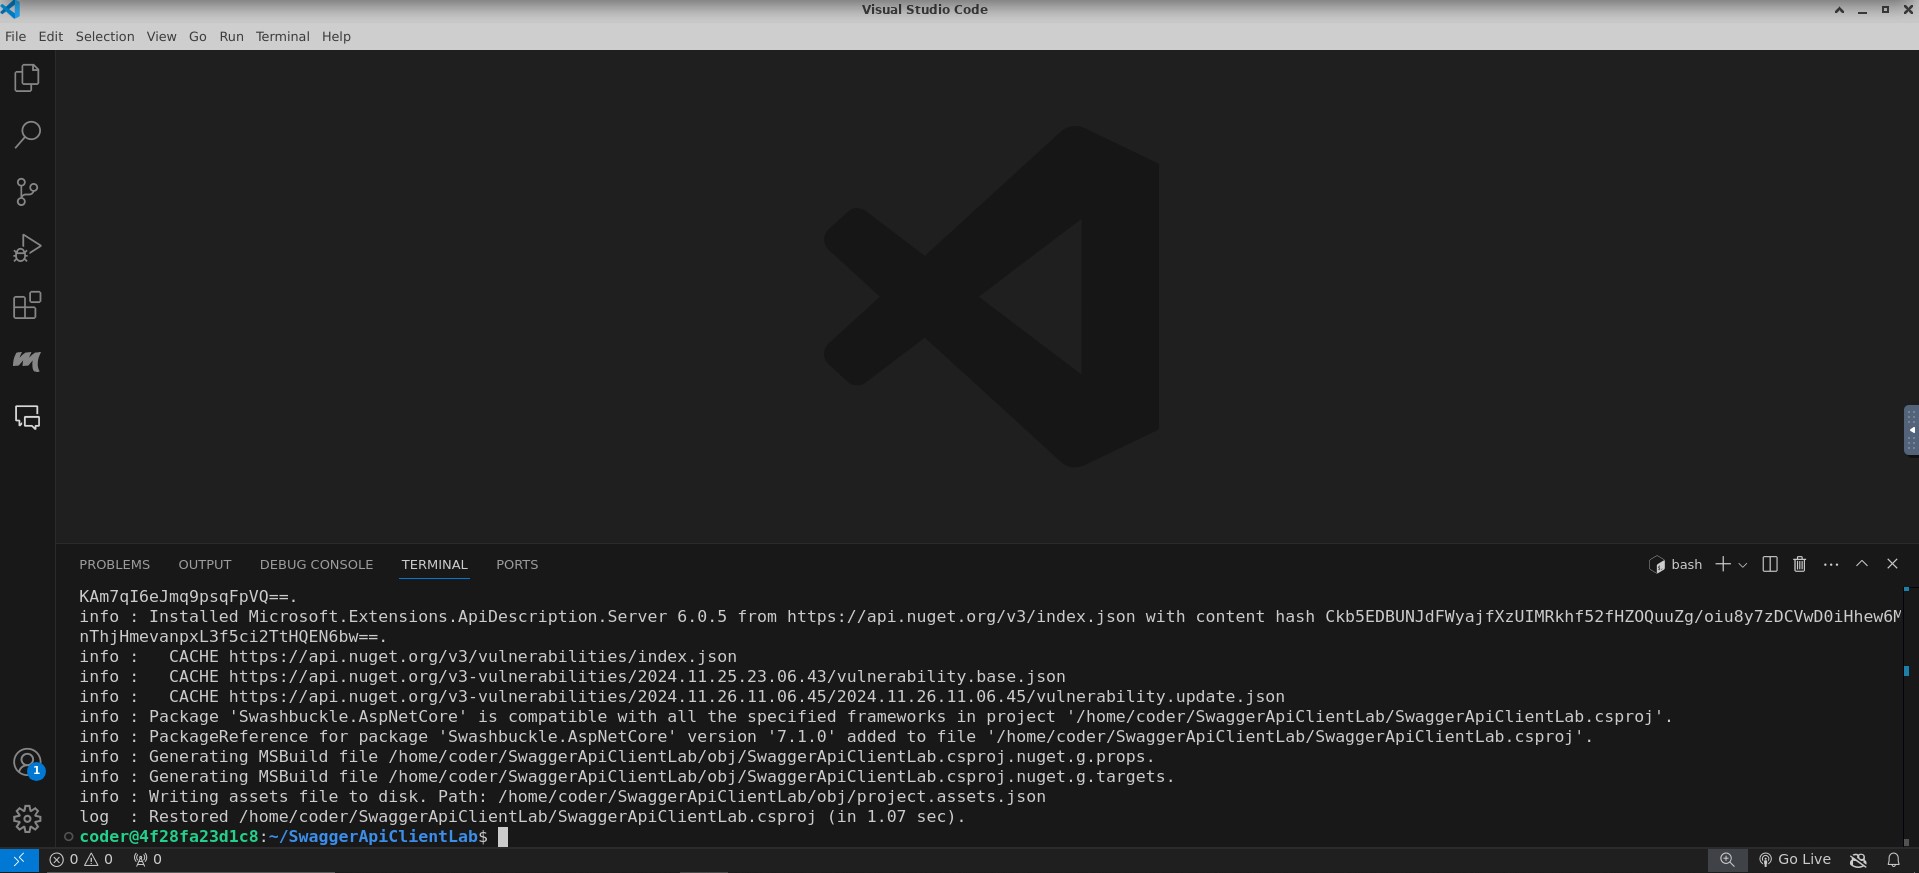 Visual Studio Code
File Edit Selection View Go Run Terminal Help
PROBLEMS OUTPUT DEBUG CONSOLE TERMINAL PORTS
bash
KAm7qI6eJmq9psqFpVQ==.
info : Installed Microsoft.Extensions.ApiDescription.Server 6.0.5 from https://api.nuget.org/v3/index.json with content hash Ckb5EDBUNJdFWyajfXzUIMRkhf52fHZOQuuZg/oiu8y7zDCVwD0iHhew6M
nThjHmevanpxL3f5ci2TtHQEN6bw==.
info :   CACHE https://api.nuget.org/v3/vulnerabilities/index.json
info :   CACHE https://api.nuget.org/v3-vulnerabilities/2024.11.25.23.06.43/vulnerability.base.json
info :   CACHE https://api.nuget.org/v3-vulnerabilities/2024.11.26.11.06.45/2024.11.26.11.06.45/vulnerability.update.json
info : Package 'Swashbuckle.AspNetCore' is compatible with all the specified frameworks in project '/home/coder/SwaggerApiClientLab/SwaggerApiClientLab.csproj'.
info : PackageReference for package 'Swashbuckle.AspNetCore' version '7.1.0' added to file '/home/coder/SwaggerApiClientLab/SwaggerApiClientLab.csproj'.
info : Generating MSBuild file /home/coder/SwaggerApiClientLab/obj/SwaggerApiClientLab.csproj.nuget.g.props.
info : Generating MSBuild file /home/coder/SwaggerApiClientLab/obj/SwaggerApiClientLab.csproj.nuget.g.targets.
info : Writing assets file to disk. Path: /home/coder/SwaggerApiClientLab/obj/project.assets.json
log  : Restored /home/coder/SwaggerApiClientLab/SwaggerApiClientLab.csproj (in 1.07 sec).
coder@4f28fa23d1c8:~/SwaggerApiClientLab$
1
0 0 0 Go Live